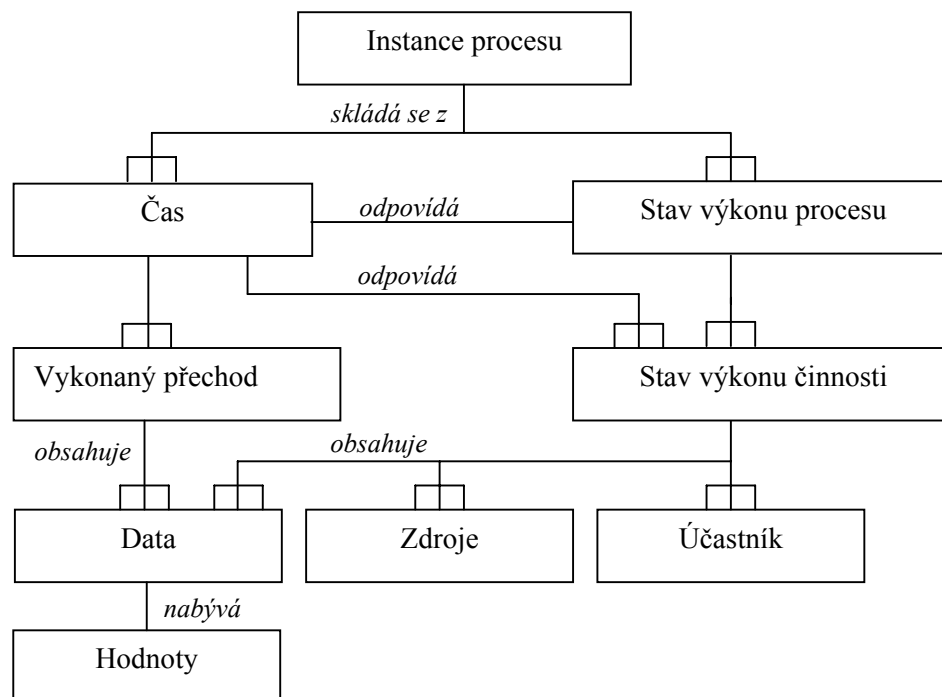 Instance procesu
skládá se z
Čas
odpovídá
Stav výkonu procesu
odpovídá
Vykonaný přechod
Stav výkonu činnosti
obsahuje
obsahuje
Data
Zdroje
Účastník
nabývá
Hodnoty